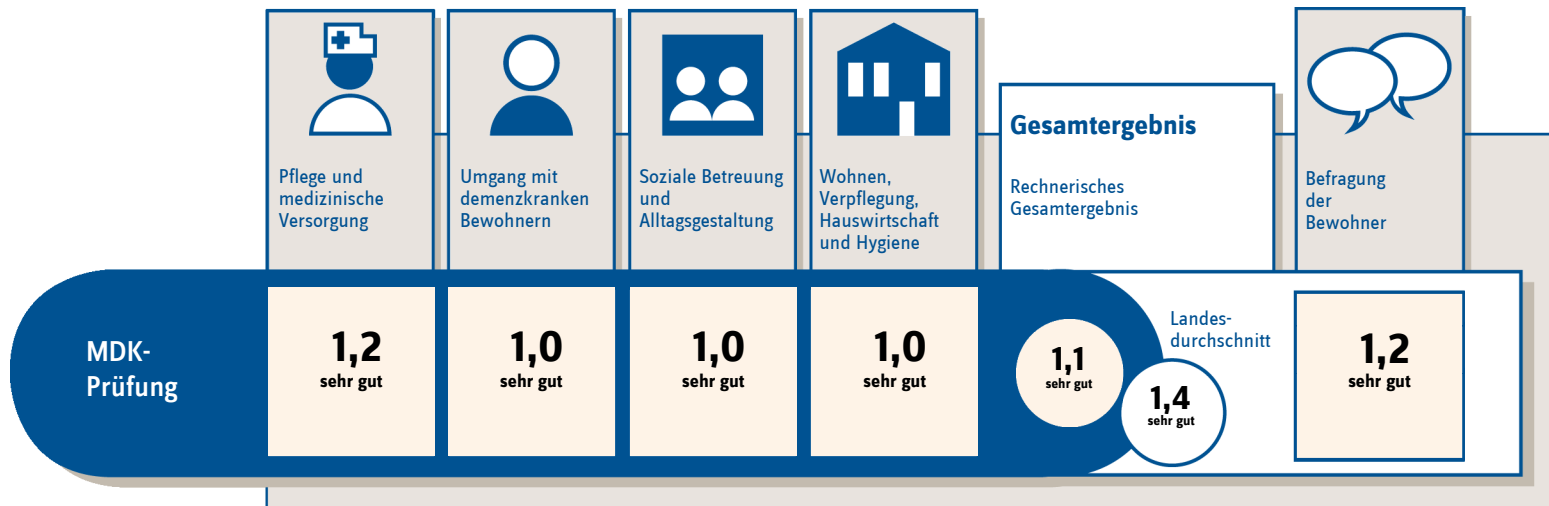 Pflege und
medizinische
Versorgung
Umgang mit
demenzkranken
Bewohnern
Soziale Betreuung
und
Alltagsgestaltung
Wohnen,
Verpflegung,
Hauswirtschaft
und Hygiene
Gesamtergebnis
Rechnerisches
Gesamtergebnis
Befragung
der
Bewohner
MDK-
Prüfung
1,2
sehr gut
1,0
sehr gut
1,0
sehr gut
1,0
sehr gut
1,1
sehr gut
Landes-
durchschnitt
1,4
sehr gut
1,2
sehr gut